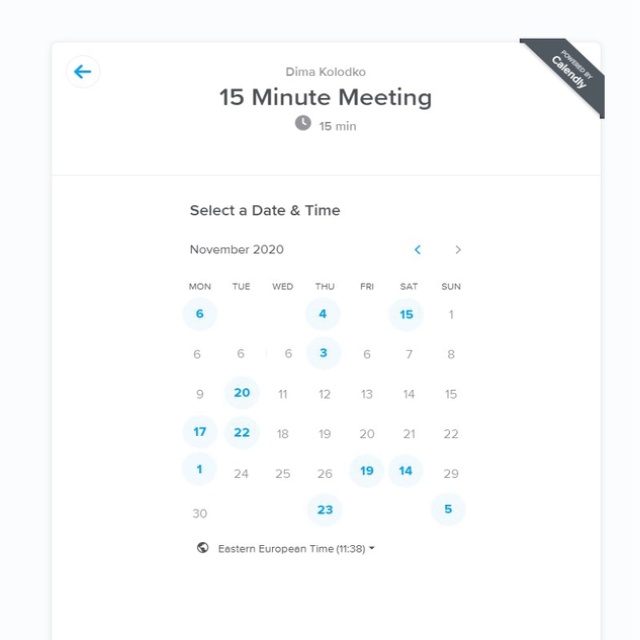 POWERED BY
Calendly
Dima Kolodko
15 Minute Meeting
15 min
Select a Date & Time
November 2020
MON TUE WED THU FRI SAT SUN
6 4 15 1
6 6 6 3 6 7 8
9 20 11 12 13 14 15
17 22 18 19 20 21 22
1 24 25 26 19 14 29
30 23 5
Eastern European Time (11:38)